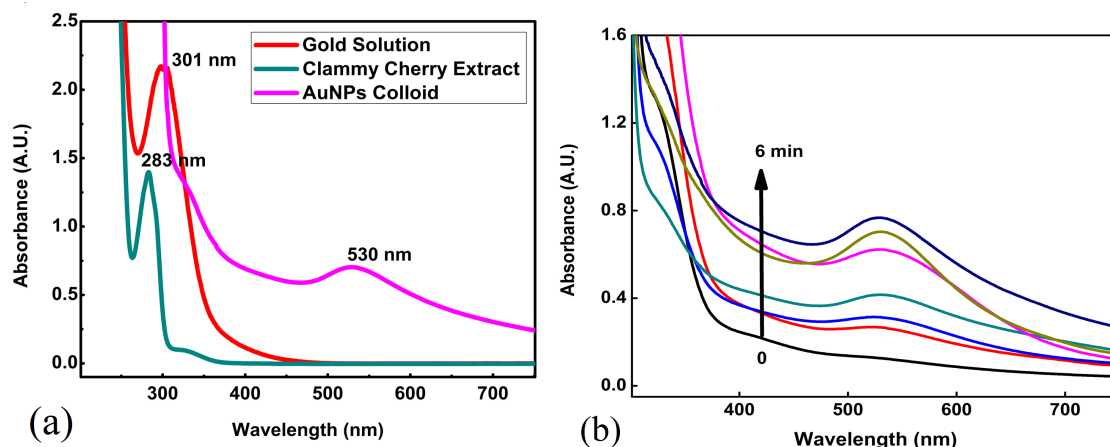 2.5
2.0
1.5
1.0
0.5
0.0
Absorbance (A.U.)
301 nm
283 nm
530 nm
Gold Solution
Clammy Cherry Extract
AuNPs Colloid
300
400
500
600
700
Wavelength (nm)
(a)
1.6
1.2
0.8
0.4
0.0
Absorbance (A.U.)
6 min
0
400
500
600
700
Wavelength (nm)
(b)